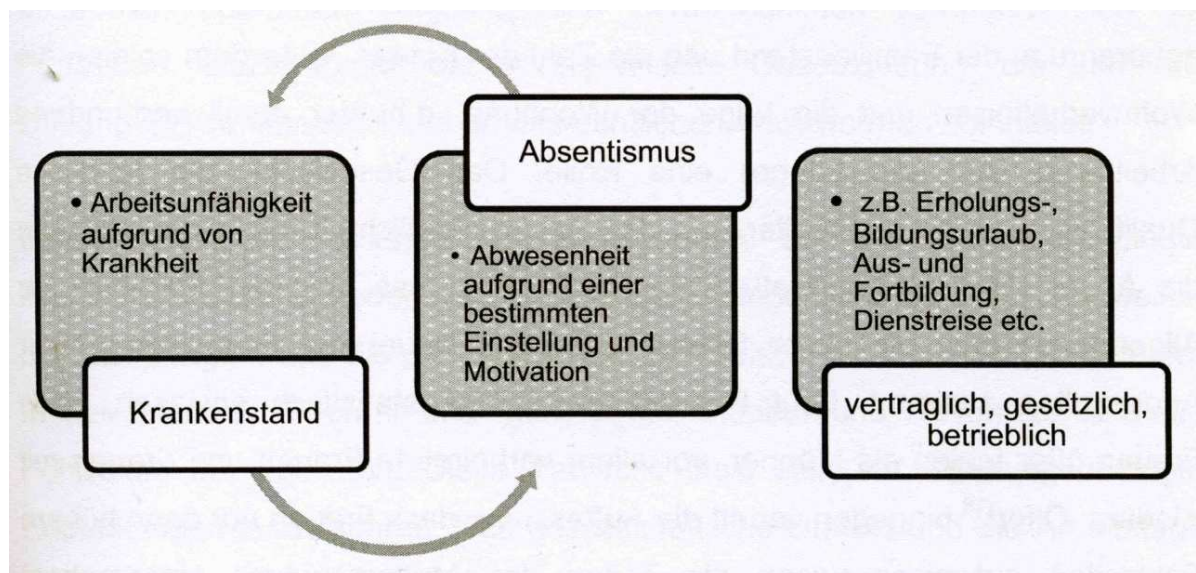 Absentismus
• Arbeitsunfähigkeit
aufgrund von
Krankheit
Krankenstand
• Abwesenheit
aufgrund einer
bestimmten
Einstellung und
Motivation
• z.B. Erholungs-,
Bildungsurlaub,
Aus- und
Fortbildung,
Dienstreise etc.
vertraglich, gesetzlich,
betrieblich